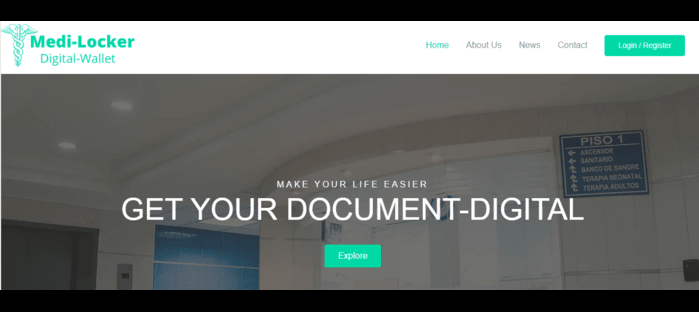 Medi-Locker
Digital-Wallet
Home About Us News Contact Login / Register
PISO 1
ASCENSOR
SANITARIO
BANCO DE SANGRE
TERAPIA NEONATAL
TERAPIA ADULTOS
MAKE YOUR LIFE EASIER
GET YOUR DOCUMENT-DIGITAL
Explore